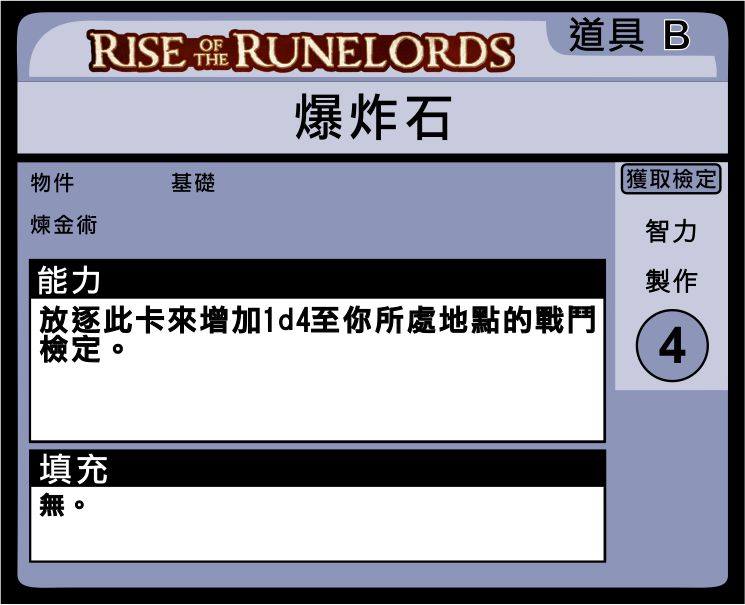 RISE OF THE RUNELORDS
道具 B
爆炸石
物件 基礎
獲取檢定
煉金術
智力
製作
4
能力
放逐此卡來增加1d4至你所處地點的戰鬥
檢定。
填充
無。